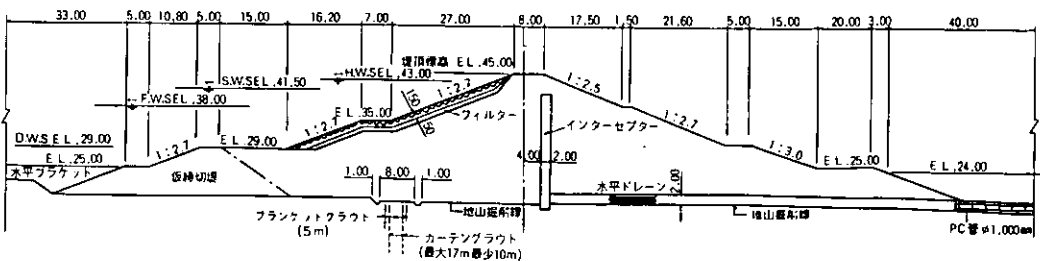 33.00 5.00 10.80 5.00 15.00 16.20 7.00 27.00 8.00 17.50 1.50 21.60 5.00 15.00 20.00 3.00 40.00
堤頂標高 E L .45.00
H.W.S E L .43.00
S.W.S E L .41.50
F.W.S E L .38.00
E L .35.00
1:2.7
1:2.5
150
150
フィルター
インターセプター
1:2.7
1:2.7
D.W.S E L .29.00
1:2.7
E L .29.00
1:3.0
E L .25.00
E L .25.00
E L .24.00
水平ブラケット
仮締切堤
4.00 2.00
1.00 8.00 1.00
水平ドレーン
2.00
ブランケットグラウト
(5m)
地山掘削線
地山掘削線
カーテングラウト
(最大17m最少10m)
PC管φ1,000mm